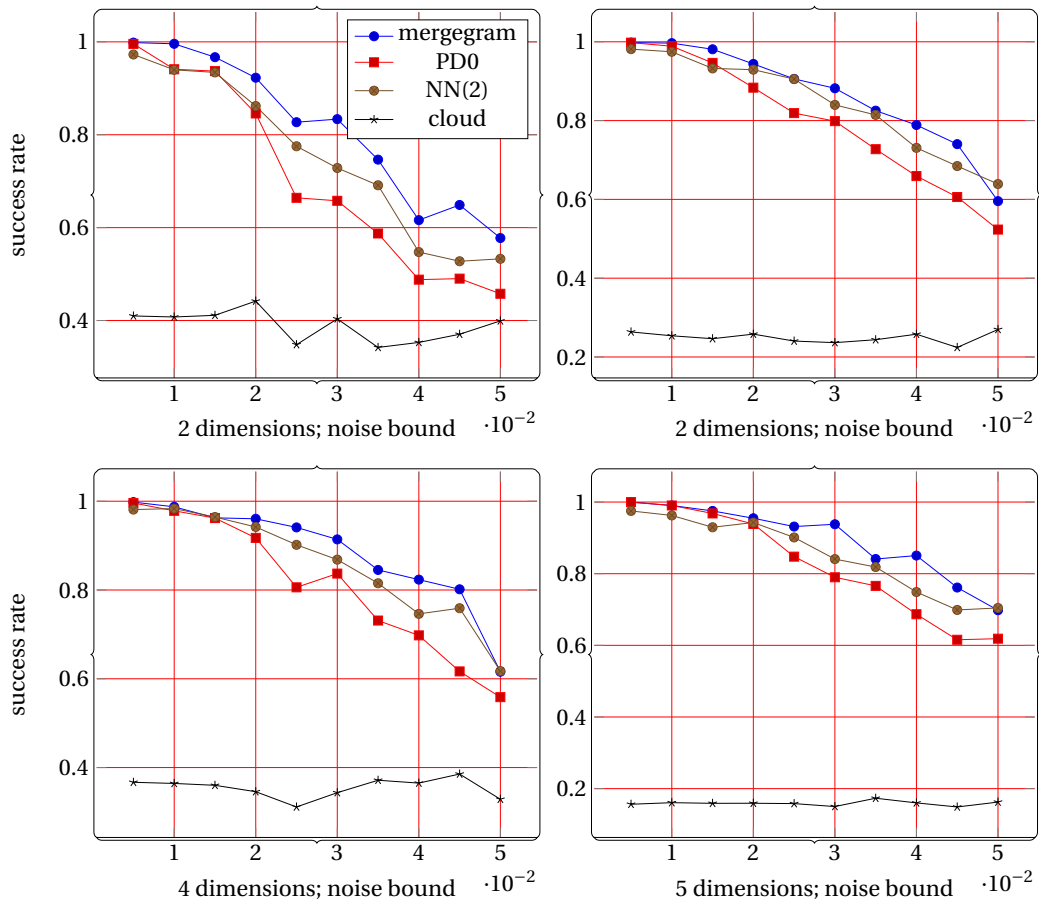 mergegram
PD0
NN(2)
cloud
success rate
1
0.8
0.6
0.4
1 2 3 4 5
·10−2
2 dimensions; noise bound
1
0.8
0.6
0.4
0.2
1 2 3 4 5
·10−2
2 dimensions; noise bound
success rate
1
0.8
0.6
0.4
1 2 3 4 5
·10−2
4 dimensions; noise bound
1
0.8
0.6
0.4
0.2
1 2 3 4 5
·10−2
5 dimensions; noise bound